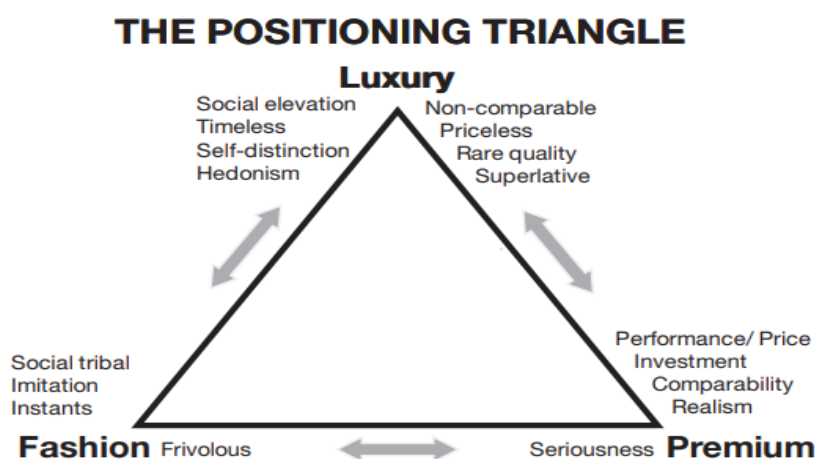 THE POSITIONING TRIANGLE
Luxury
Social elevation
Timeless
Self-distinction
Hedonism
Non-comparable
Priceless
Rare quality
Superlative
Social tribal
Imitation
Instants
Performance/ Price
Investment
Comparability
Realism
Fashion Frivolous
Seriousness Premium